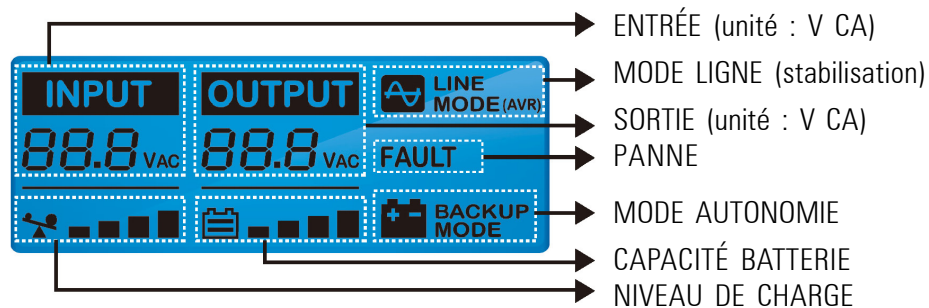 ENTRÉE (unité : V CA)
INPUT
OUTPUT
LINE
MODE(AVR)
MODE LIGNE (stabilisation)
SORTIE (unité : V CA)
88.8 VAC
88.8 VAC
FAULT
PANNE
BACKUP
MODE
MODE AUTONOMIE
CAPACITÉ BATTERIE
NIVEAU DE CHARGE